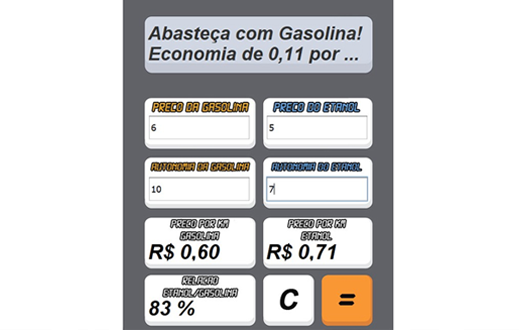 Abasteça com Gasolina!
Economia de 0,11 por ...
PREÇO DA GASOLINA
PREÇO DO ETANOL
6
5
AUTONOMIA DA GASOLINA
AUTONOMIA DO ETANOL
10
7
PREÇO POR KM
GASOLINA
R$ 0,60
PREÇO POR KM
ETANOL
R$ 0,71
RELAÇÃO
ETANOL/GASOLINA
83 %
C
=